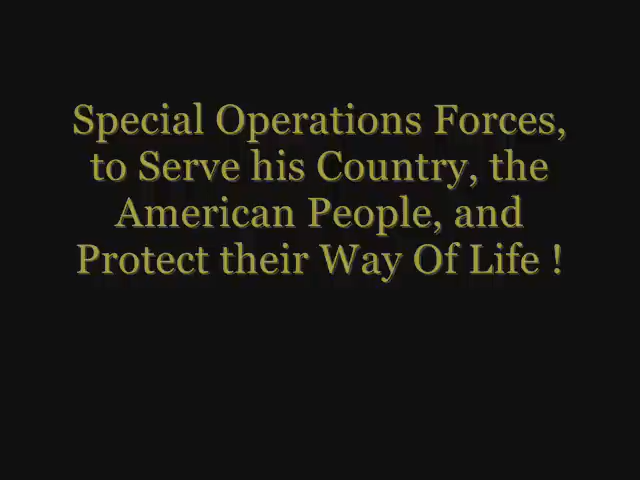 Special Operations Forces,
to Serve his Country, the
American People, and
Protect their Way Of Life !